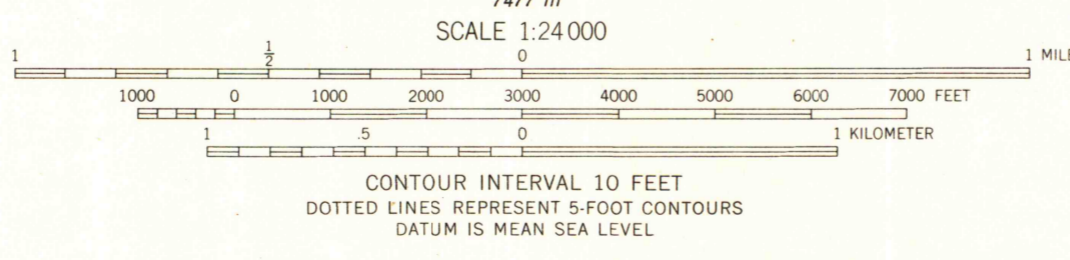 SCALE 1:24000
1 1/2 0 1 MILE
1000 0 1000 2000 3000 4000 5000 6000 7000 FEET
1 .5 0 1 KILOMETER
CONTOUR INTERVAL 10 FEET
DOTTED LINES REPRESENT 5-FOOT CONTOURS
DATUM IS MEAN SEA LEVEL